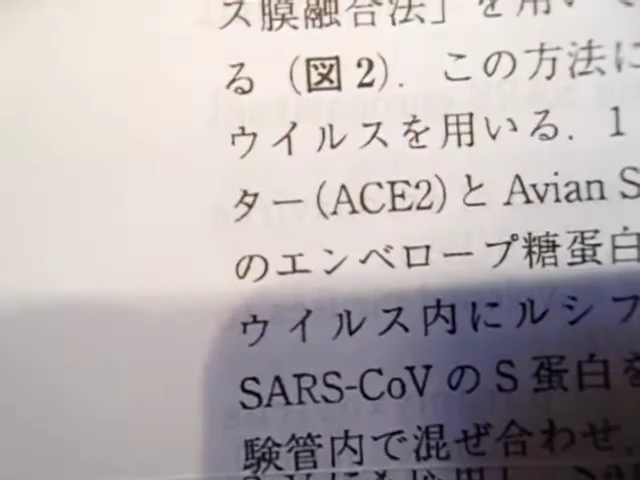 ス膜融合法」を用いて
る（図2）．この方法に
ウイルスを用いる．1
ター(ACE2)と Avian S
のエンベロープ糖蛋白
ウイルス内にルシフ
SARS-CoV の S 蛋白を
験管内で混ぜ合わせ，